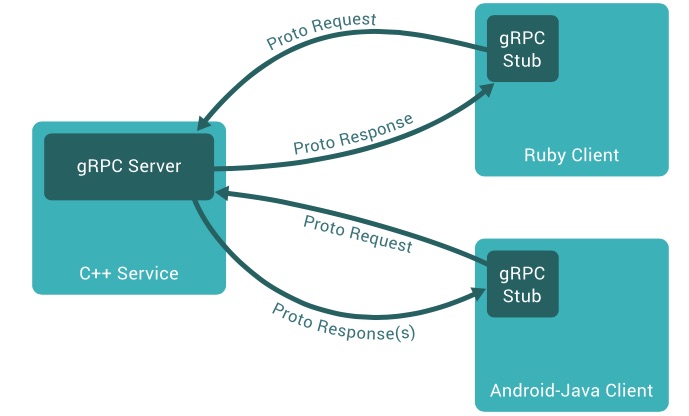 Proto Request
gRPC
Stub
Ruby Client
Proto Response
gRPC Server
C++ Service
Proto Request
gRPC
Stub
Proto Response(s)
Android-Java Client